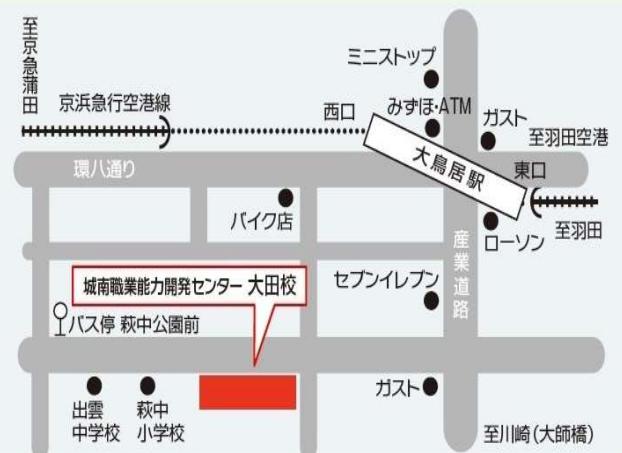 至京急蒲田
京浜急行空港線
ミニストップ
西口
みずほ・ATM
ガスト
至羽田空港
大鳥居駅
東口
環八通り
バイク店
ローソン
至羽田
産業道路
城南職業能力開発センター 大田校
セブンイレブン
バス停 萩中公園前
出雲
中学校
萩中
小学校
ガスト
至川崎(大師橋)